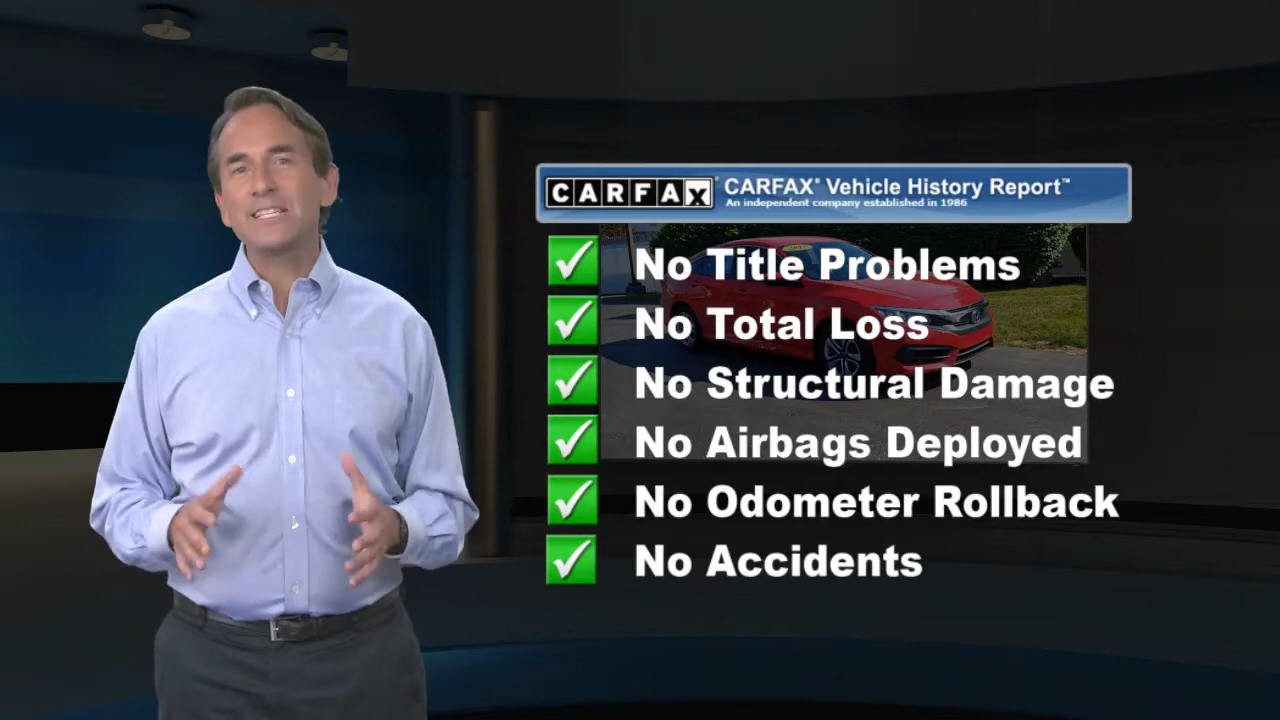 CARFAX® CARFAX® Vehicle History Report™
An independent company established in 1986
No Title Problems
No Total Loss
No Structural Damage
No Airbags Deployed
No Odometer Rollback
No Accidents